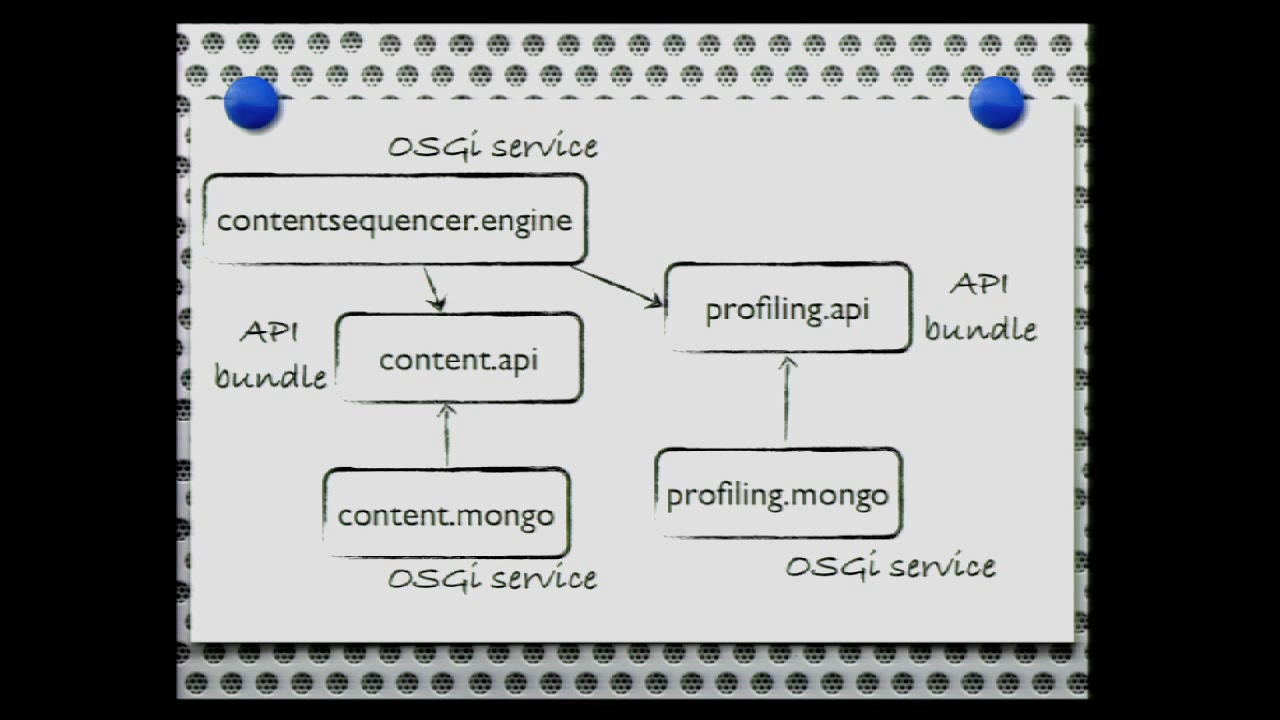 OSGi service
contentsequencer.engine
profiling.api
API
bundle
API
bundle
content.api
content.mongo
OSGi service
profiling.mongo
OSGi service